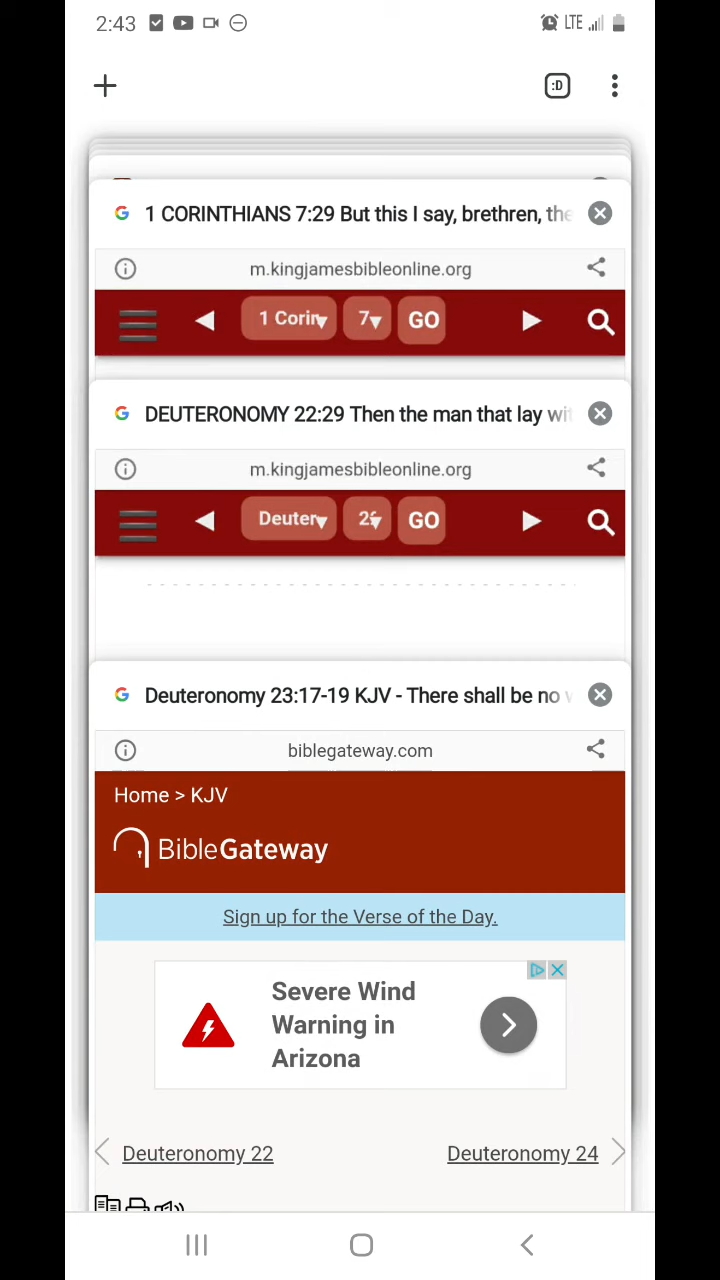 2:43 LTE
:D
1 CORINTHIANS 7:29 But this I say, brethren, the
m.kingjamesbibleonline.org
1 Corin 7 GO
DEUTERONOMY 22:29 Then the man that lay wit
m.kingjamesbibleonline.org
Deuter GO
Deuteronomy 23:17-19 KJV - There shall be no w
biblegateway.com
Home > KJV
BibleGateway
Sign up for the Verse of the Day.
Severe Wind
Warning in
Arizona
Deuteronomy 22 Deuteronomy 24